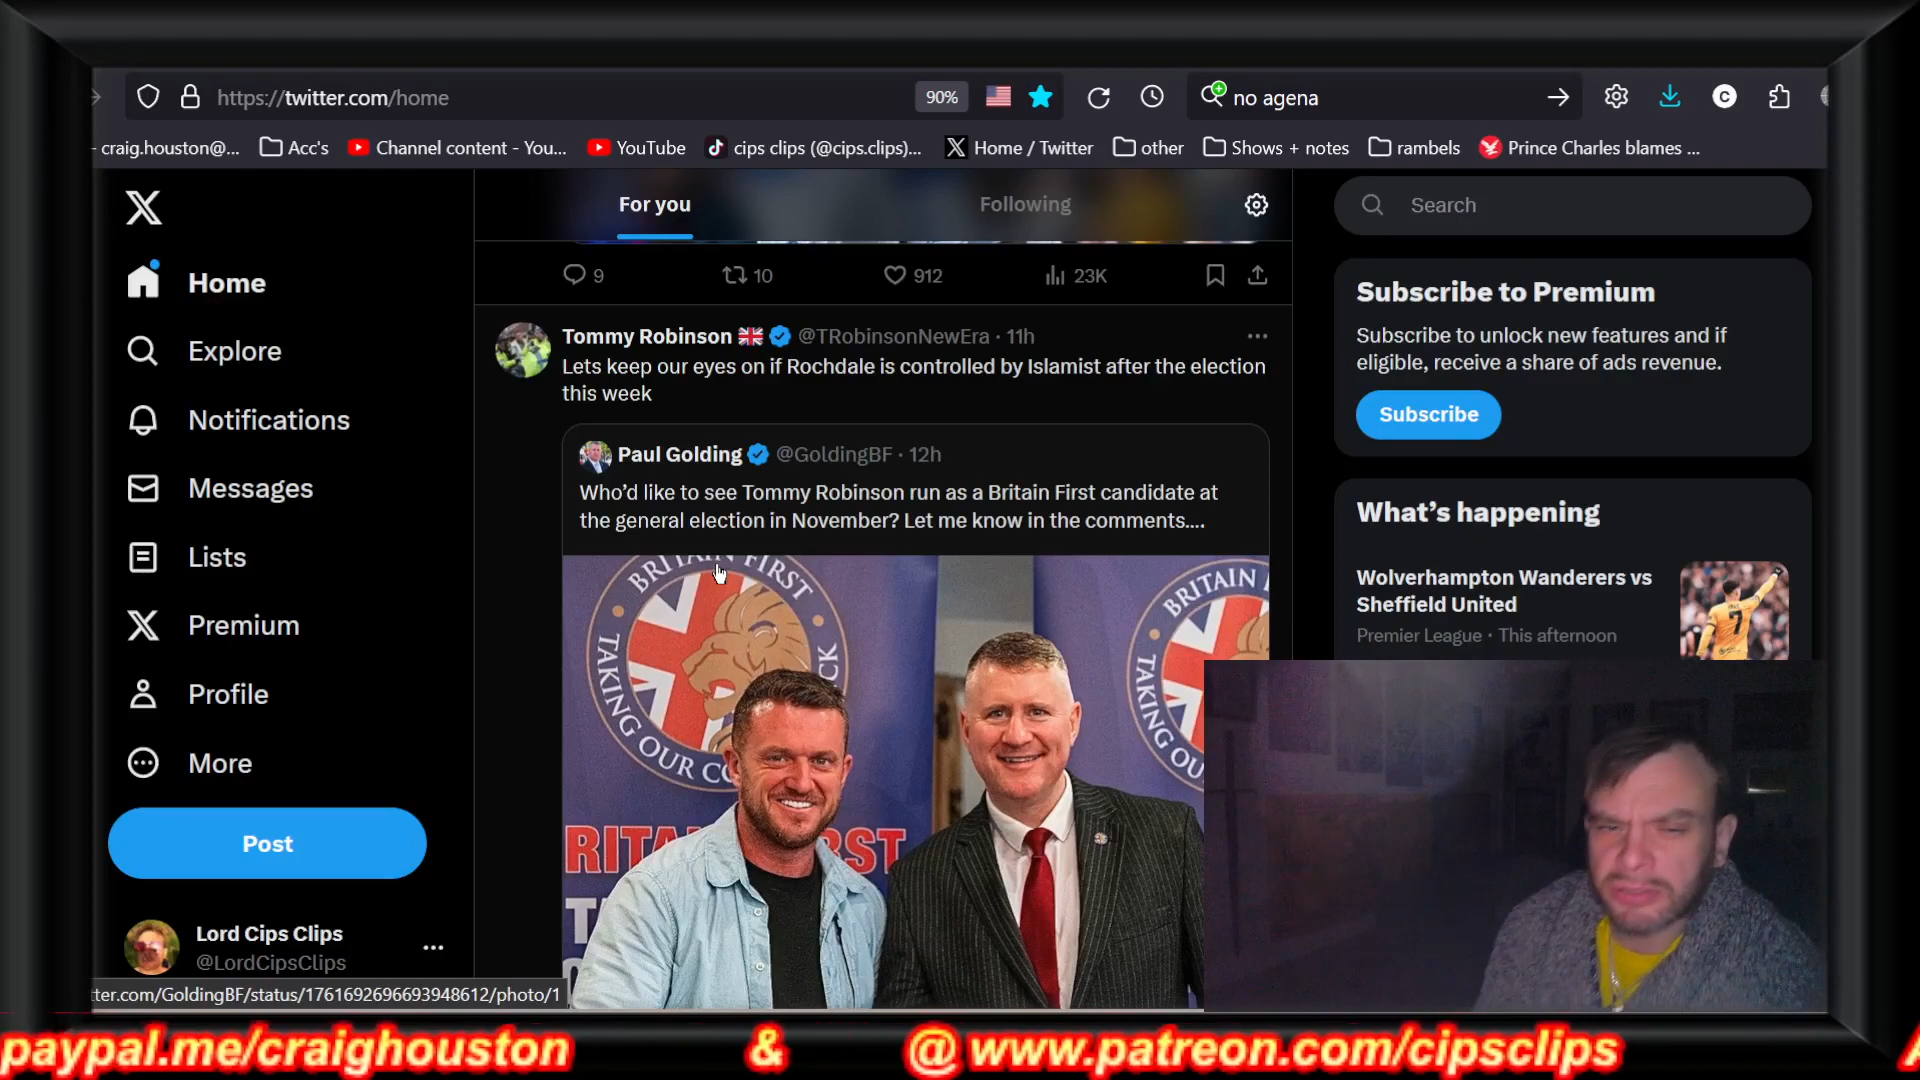 https://twitter.com/home
90%
no agena
craig.houston@...
Acc's
Channel content - You...
YouTube
cips clips (@cips.clips)...
Home / Twitter
other
Shows + notes
rambels
Prince Charles blames ...
For you
Following
Search
9
10
912
23K
Home
Explore
Notifications
Messages
Lists
Premium
Profile
More
Post
Lord Cips Clips
@LordCipsClips
Tommy Robinson @TRobinsonNewEra · 11h
Lets keep our eyes on if Rochdale is controlled by Islamist after the election
this week
Paul Golding @GoldingBF · 12h
Who'd like to see Tommy Robinson run as a Britain First candidate at
the general election in November? Let me know in the comments....
BRITAIN FIRST
TAKING OUR
BRITAIN
TAKING
Subscribe to Premium
Subscribe to unlock new features and if
eligible, receive a share of ads revenue.
Subscribe
What's happening
Wolverhampton Wanderers vs
Sheffield United
Premier League · This afternoon
7
tter.com/GoldingBF/status/1761692696693948612/photo/1
paypal.me/craighouston & @ www.patreon.com/cipsclips